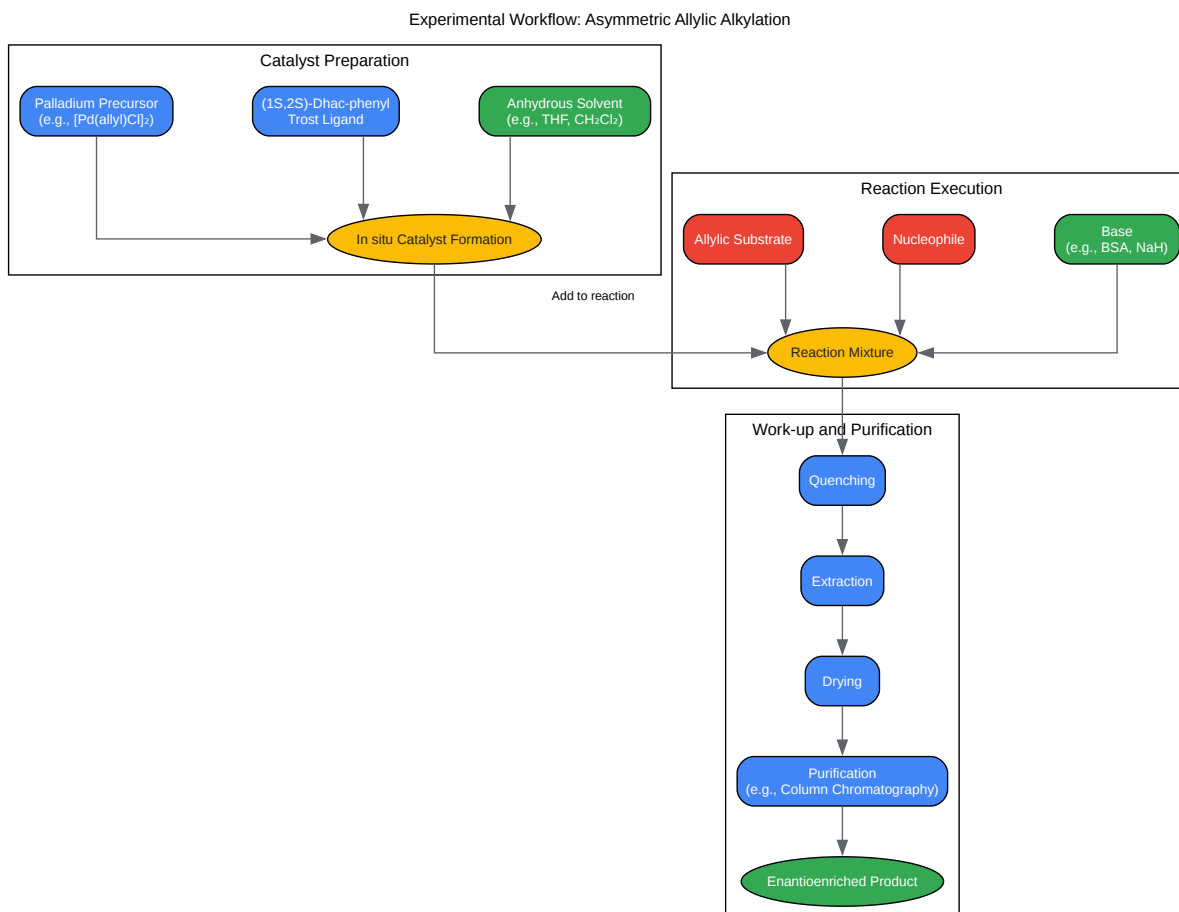 Experimental Workflow: Asymmetric Allylic Alkylation
Catalyst Preparation
Palladium Precursor
(e.g., [Pd(allyl)Cl]₂)
(1S,2S)-Dhac-phenyl
Trost Ligand
Anhydrous Solvent
(e.g., THF, CH₂Cl₂)
In situ Catalyst Formation
Add to reaction
Reaction Execution
Allylic Substrate
Nucleophile
Base
(e.g., BSA, NaH)
Reaction Mixture
Work-up and Purification
Quenching
Extraction
Drying
Purification
(e.g., Column Chromatography)
Enantioenriched Product